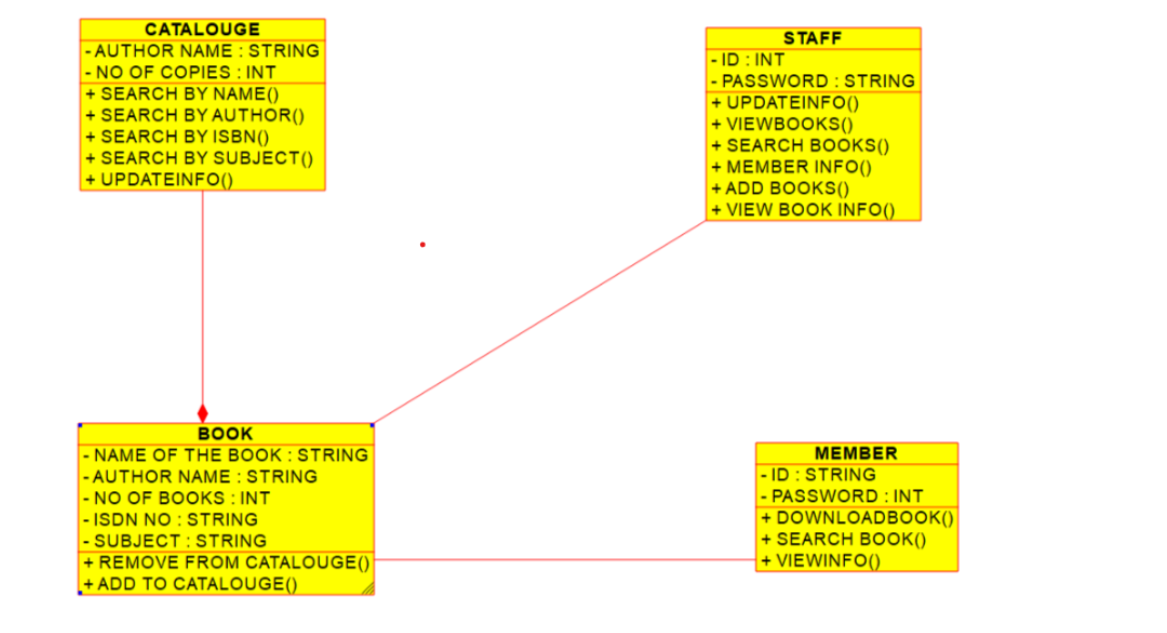 CATALOUGE
- AUTHOR NAME : STRING
- NO OF COPIES : INT
+ SEARCH BY NAME()
+ SEARCH BY AUTHOR()
+ SEARCH BY ISBN()
+ SEARCH BY SUBJECT()
+ UPDATEINFO()
STAFF
- ID : INT
- PASSWORD : STRING
+ UPDATEINFO()
+ VIEWBOOKS()
+ SEARCH BOOKS()
+ MEMBER INFO()
+ ADD BOOKS()
+ VIEW BOOK INFO()
BOOK
- NAME OF THE BOOK : STRING
- AUTHOR NAME : STRING
- NO OF BOOKS : INT
- ISDN NO : STRING
- SUBJECT : STRING
+ REMOVE FROM CATALOUGE()
+ ADD TO CATALOUGE()
MEMBER
- ID : STRING
- PASSWORD : INT
+ DOWNLOADBOOK()
+ SEARCH BOOK()
+ VIEWINFO()